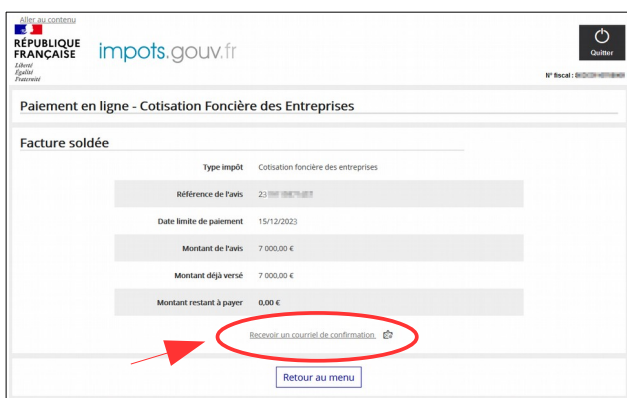 Aller au contenu
RÉPUBLIQUE
FRANÇAISE
Liberté
Égalité
Fraternité
impots.gouv.fr
Quitter
N° fiscal :
Paiement en ligne - Cotisation Foncière des Entreprises
Facture soldée
Type impôt Cotisation foncière des entreprises
Référence de l'avis 23
Date limite de paiement 15/12/2023
Montant de l'avis 7 000,00 €
Montant déjà versé 7 000,00 €
Montant restant à payer 0,00 €
Recevoir un courriel de confirmation
Retour au menu